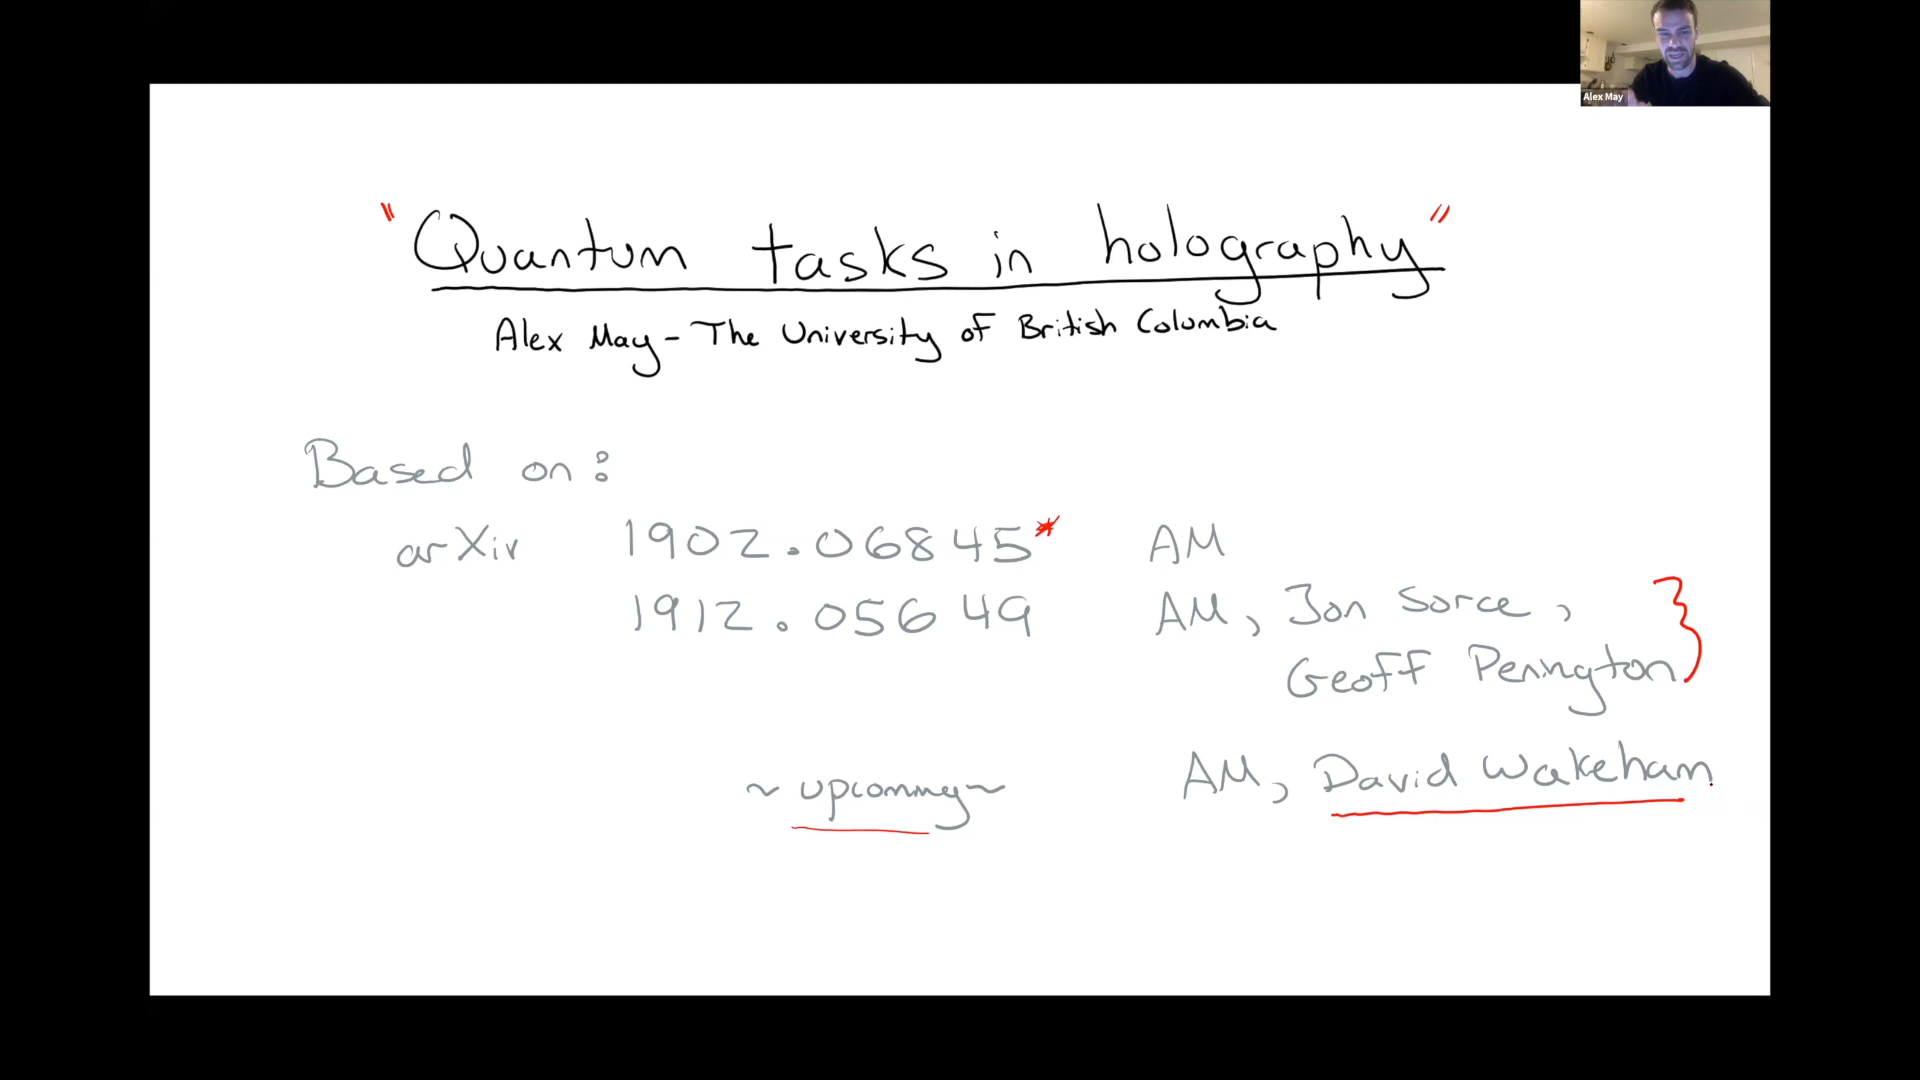 Alex May
"Quantum tasks in holography"
Alex May - The University of British Columbia
Based on:
arXiv 1902.06845* AM
1912.05649 AM, Jon Sorce,
Geoff Penington
~upcoming~ AM, David Wakeham